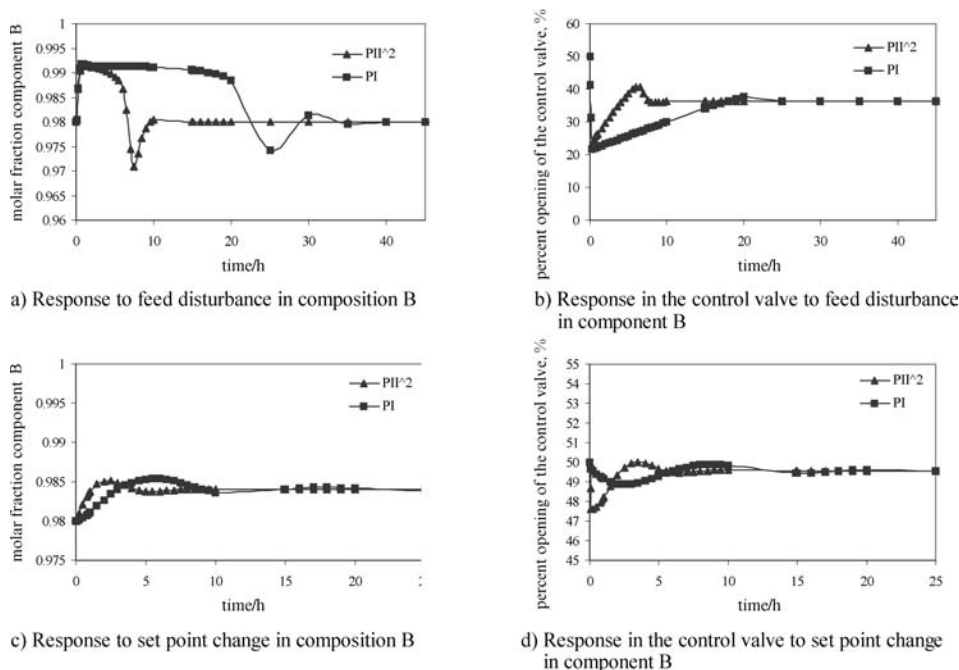 molar fraction component B
1
0.995
0.99
0.985
0.98
0.975
0.97
0.965
0.96
0 10 20 30 40
time/h
PII^2
PI
a) Response to feed disturbance in composition B
percent opening of the control valve, %
60
50
40
30
20
10
0
0 10 20 30 40
time/h
PII^2
PI
b) Response in the control valve to feed disturbance
in component B
molar fraction component B
1
0.995
0.99
0.985
0.98
0.975
0 5 10 15 20
time/h
PII^2
PI
c) Response to set point change in composition B
percent opening of the control valve, %
55
54
53
52
51
50
49
48
47
46
45
0 5 10 15 20 25
time/h
PII^2
PI
d) Response in the control valve to set point change
in component B